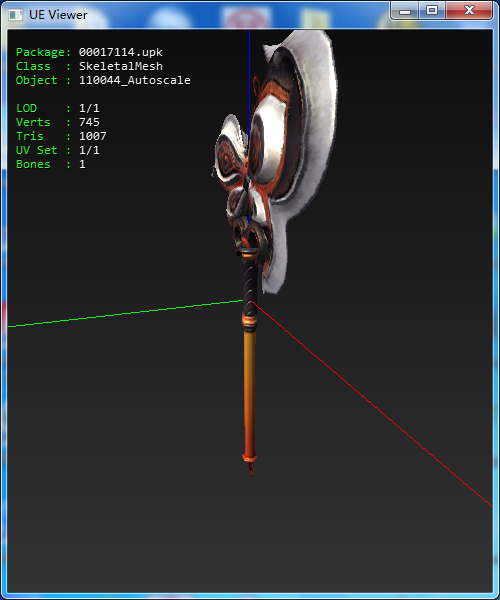 UE Viewer
Package: 00017114.upk
Class : SkeletalMesh
Object : 110044_Autoscale
LOD : 1/1
Verts : 745
Tris : 1007
UV Set : 1/1
Bones : 1